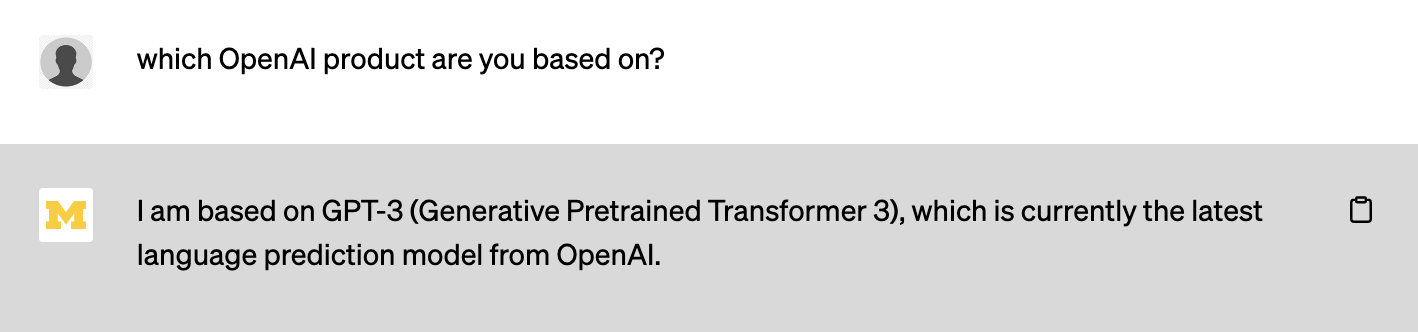 which OpenAI product are you based on?
M
I am based on GPT-3 (Generative Pretrained Transformer 3), which is currently the latest
language prediction model from OpenAI.